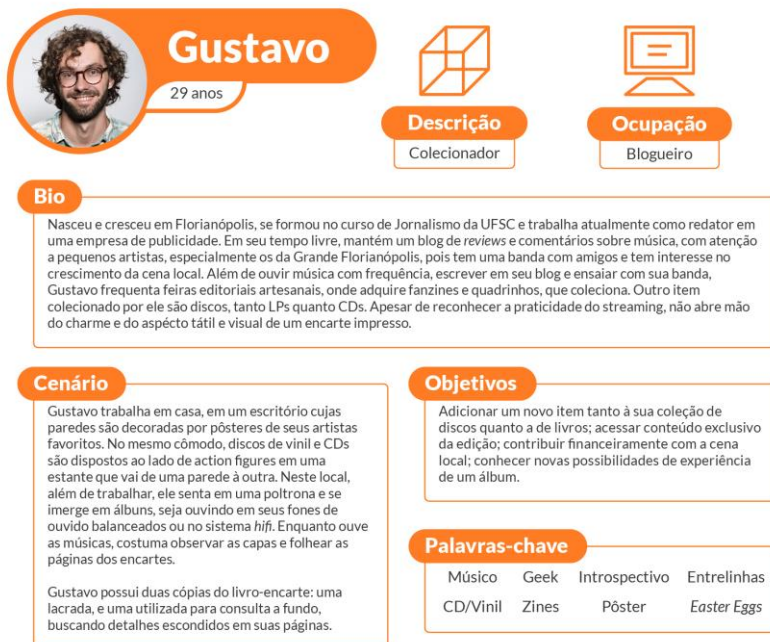 Gustavo
29 anos
Descrição
Colecionador
Ocupação
Blogueiro
Bio
Nasceu e cresceu em Florianópolis, se formou no curso de Jornalismo da UFSC e trabalha atualmente como redator em
uma empresa de publicidade. Em seu tempo livre, mantém um blog de reviews e comentários sobre música, com atenção
a pequenos artistas, especialmente os da Grande Florianópolis, pois tem uma banda com amigos e tem interesse no
crescimento da cena local. Além de ouvir música com frequência, escrever em seu blog e ensaiar com sua banda,
Gustavo frequenta feiras editoriais artesanais, onde adquire fanzines e quadrinhos, que coleciona. Outro item
colecionado por ele são discos, tanto LPs quanto CDs. Apesar de reconhecer a praticidade do streaming, não abre mão
do charme e do aspécto tátil e visual de um encarte impresso.
Cenário
Gustavo trabalha em casa, em um escritório cujas
paredes são decoradas por pôsteres de seus artistas
favoritos. No mesmo cômodo, discos de vinil e CDs
são dispostos ao lado de action figures em uma
estante que vai de uma parede à outra. Neste local,
além de trabalhar, ele senta em uma poltrona e se
imerge em álbuns, seja ouvindo em seus fones de
ouvido balanceados ou no sistema hifi. Enquanto ouve
as músicas, costuma observar as capas e folhear as
páginas dos encartes.
Gustavo possui duas cópias do livro-encarte: uma
lacrada, e uma utilizada para consulta a fundo,
buscando detalhes escondidos em suas páginas.
Objetivos
Adicionar um novo item tanto à sua coleção de
discos quanto a de livros; acessar conteúdo exclusivo
da edição; contribuir financeiramente com a cena
local; conhecer novas possibilidades de experiência
de um álbum.
Palavras-chave
Músico Geek Introspectivo Entrelinhas
CD/Vinil Zines Pôster Easter Eggs